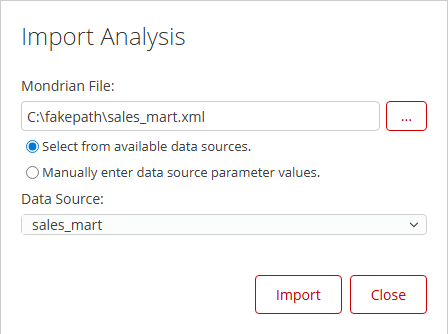 Import Analysis
Mondrian File:
C:\fakepath\sales_mart.xml
...
Select from available data sources.
Manually enter data source parameter values.
Data Source:
sales_mart
Import Close